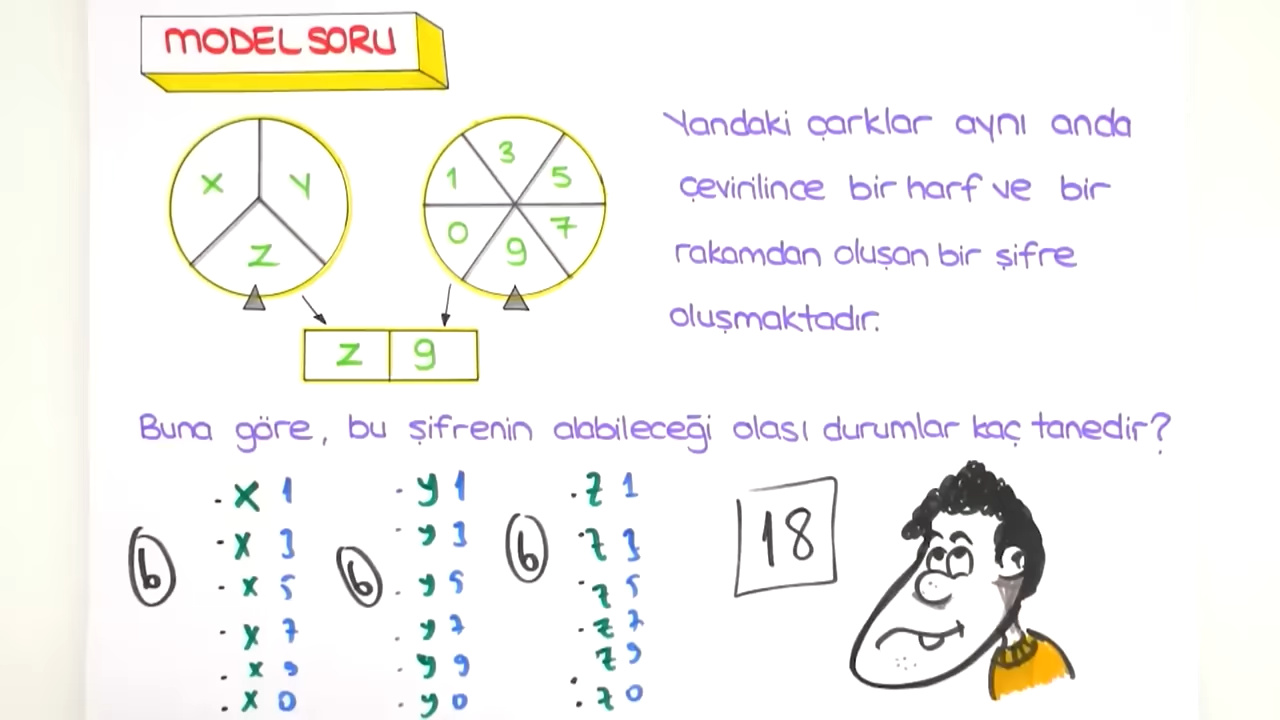 MODEL SORU
X Y Z
1 3 5 0 9 7
Z 9
Yandaki çarklar aynı anda
çevirilince bir harf ve bir
rakamdan oluşan bir şifre
oluşmaktadır.
Buna göre, bu şifrenin alabileceği olası durumlar kaç tanedir?
. x 1
. x 3
. x 5
. x 7
. x 9
. x 0
6
. y 1
. y 3
. y 5
. y 7
. y 9
. y 0
6
. z 1
. z 3
. z 5
. z 7
z 9
. z 0
6
18